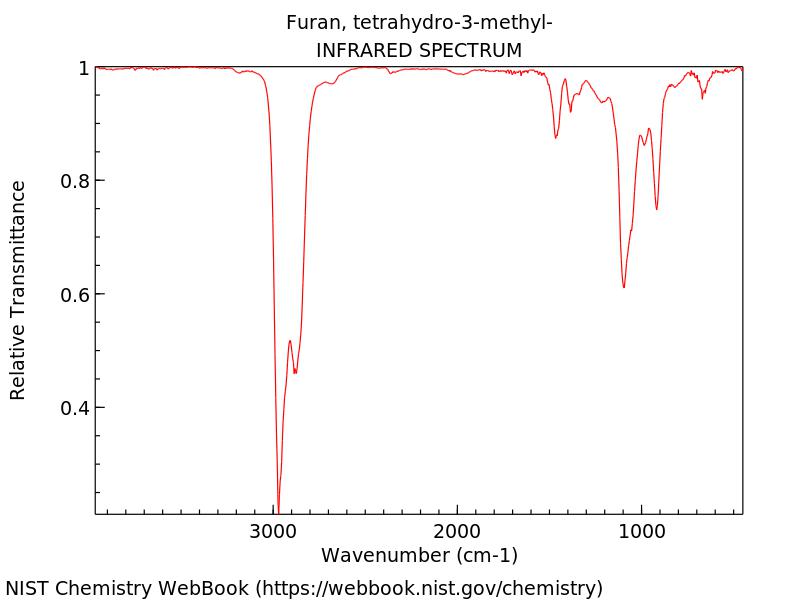 Furan, tetrahydro-3-methyl-
INFRARED SPECTRUM
1
0.8
0.6
0.4
Relative Transmittance
3000 2000 1000
Wavenumber (cm-1)
NIST Chemistry WebBook (https://webbook.nist.gov/chemistry)